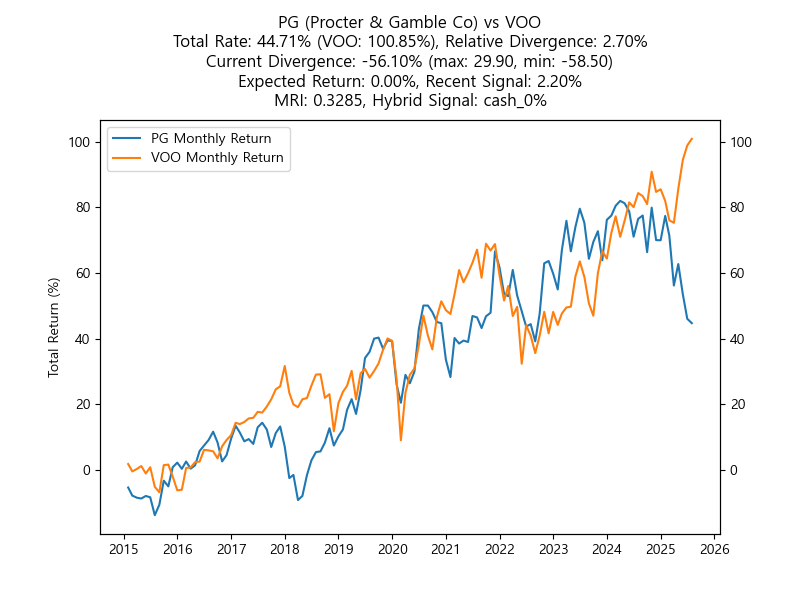 PG (Procter & Gamble Co) vs VOO
Total Rate: 44.71% (VOO: 100.85%), Relative Divergence: 2.70%
Current Divergence: -56.10% (max: 29.90, min: -58.50)
Expected Return: 0.00%, Recent Signal: 2.20%
MRI: 0.3285, Hybrid Signal: cash_0%
PG Monthly Return
VOO Monthly Return
Total Return (%)
100
80
60
40
20
0
100
80
60
40
20
0
2015 2016 2017 2018 2019 2020 2021 2022 2023 2024 2025 2026